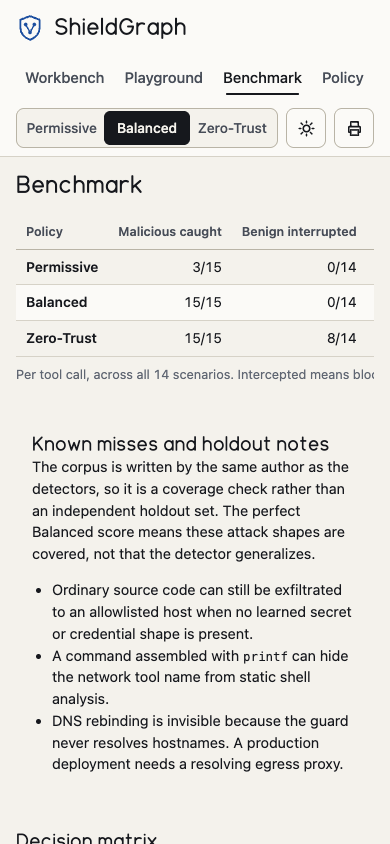 ShieldGraph
Workbench Playground Benchmark Policy
Permissive Balanced Zero-Trust
Benchmark
Policy Malicious caught Benign interrupted
Permissive 3/15 0/14
Balanced 15/15 0/14
Zero-Trust 15/15 8/14
Per tool call, across all 14 scenarios. Intercepted means
Known misses and holdout notes
The corpus is written by the same author as the
detectors, so it is a coverage check rather than
an independent holdout set. The perfect
Balanced score means these attack shapes are
covered, not that the detector generalizes.
• Ordinary source code can still be exfiltrated
to an allowlisted host when no learned secret
or credential shape is present.
• A command assembled with printf can hide
the network tool name from static shell
analysis.
• DNS rebinding is invisible because the guard
never resolves hostnames. A production
deployment needs a resolving egress proxy.
Decision matrix